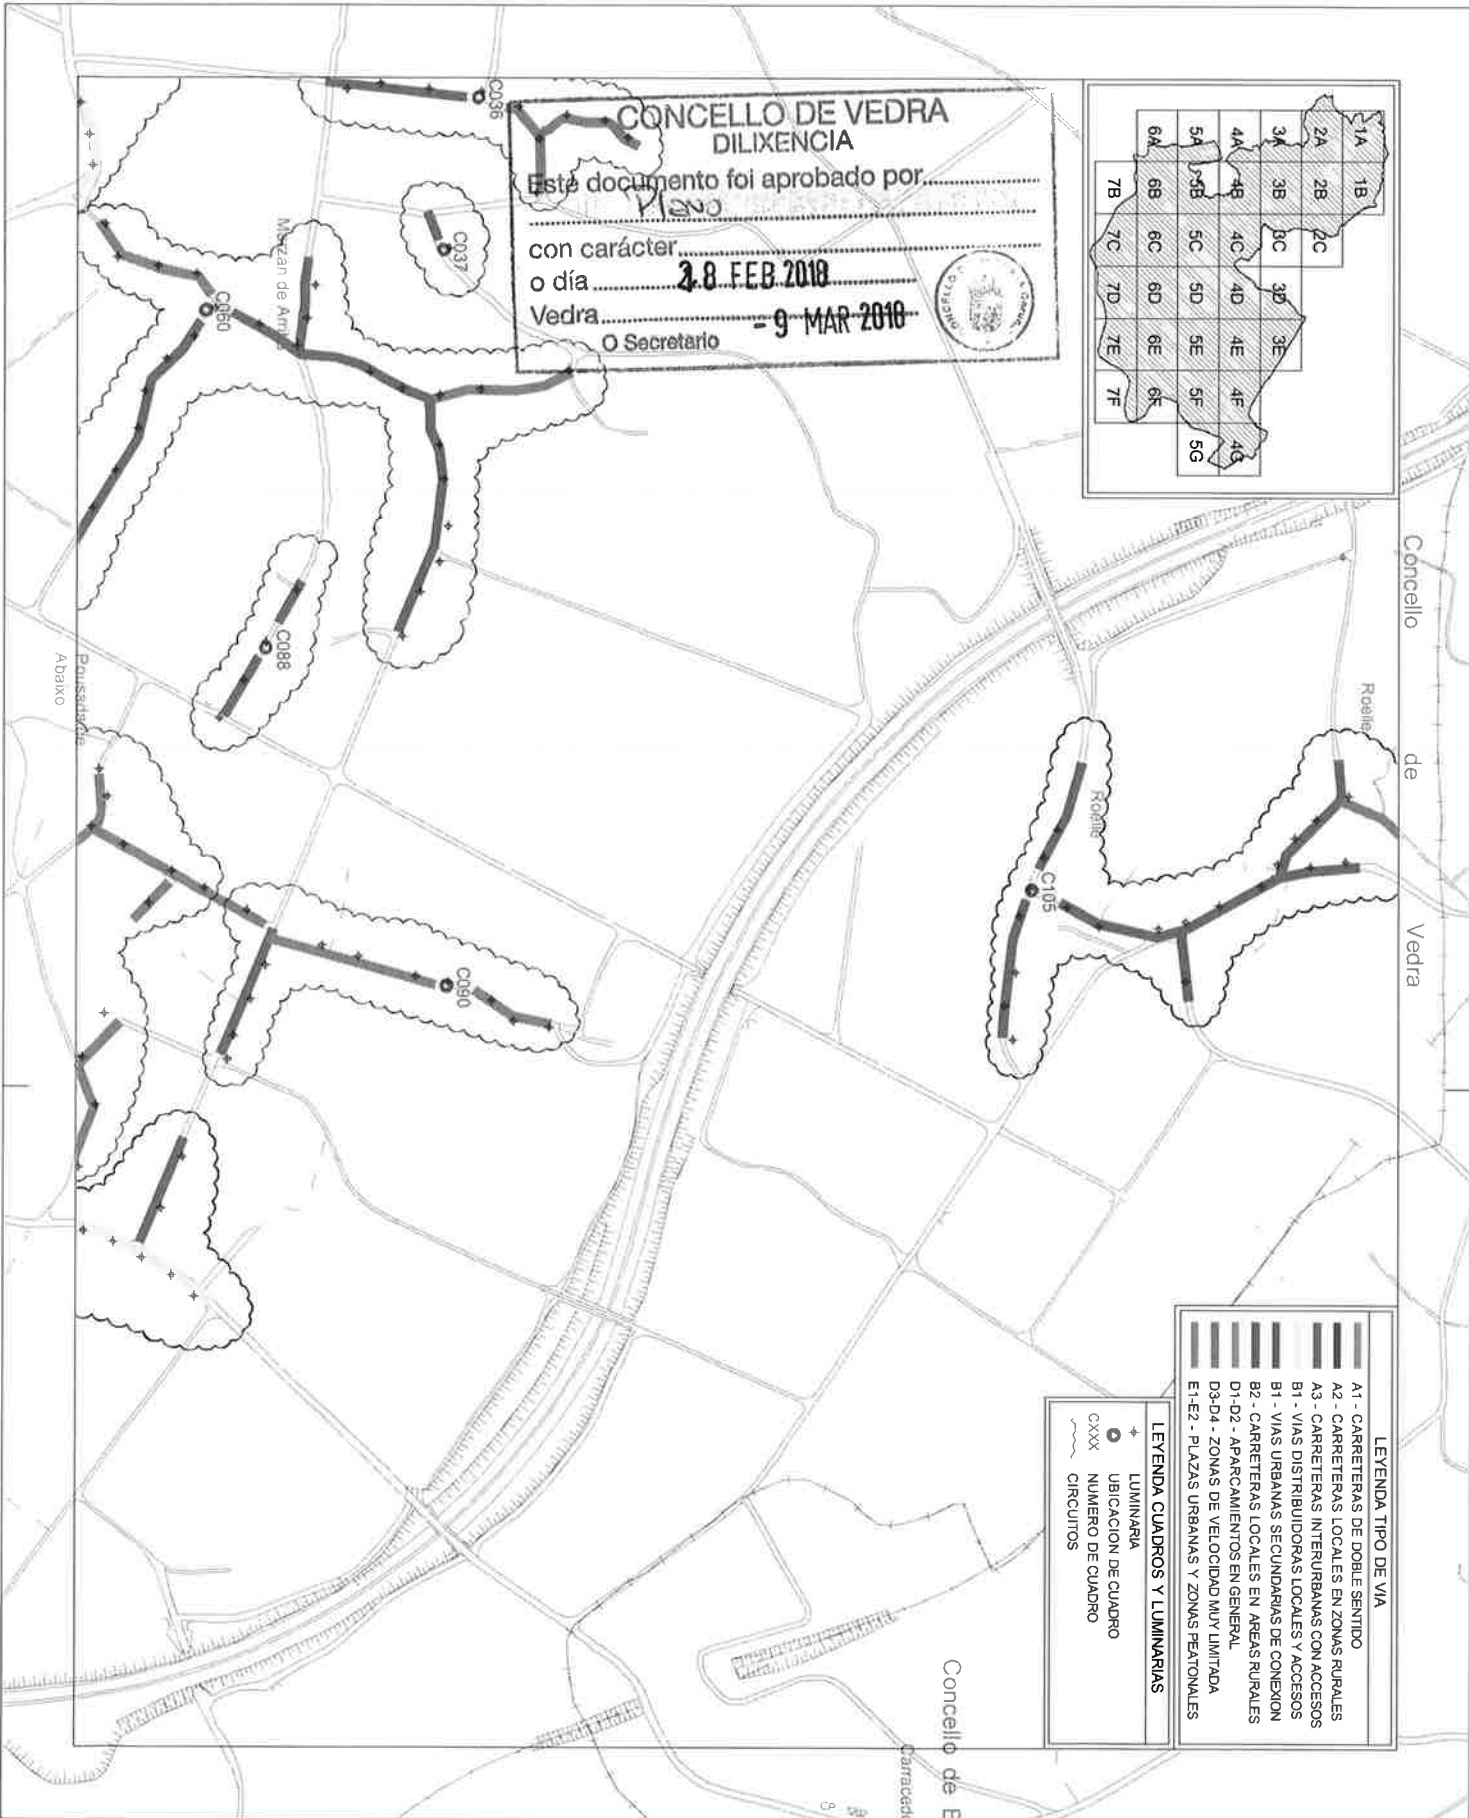 CONCELLO DE VEDRA
DILIXENCIA
Este documento foi aprobado por
Pleno
con carácter
o día 28 FEB 2018
Vedra - 9 MAR 2018
O Secretario
1A 1B
2A 2B 2C
3A 3B 3C 3D 3E
4A 4B 4C 4D 4E 4F 4G
5A 5B 5C 5D 5E 5F 5G
6A 6B 6C 6D 6E 6F
7B 7C 7D 7E 7F
Concello de Vedra
Roelle
Roelle
C105
C036
C037
C060
Marzán de Arriba
C088
C090
Pousada de
Abaixo
LEYENDA TIPO DE VIA
A1 - CARRETERAS DE DOBLE SENTIDO
A2 - CARRETERAS LOCALES EN ZONAS RURALES
A3 - CARRETERAS INTERURBANAS CON ACCESOS
B1 - VIAS DISTRIBUIDORAS LOCALES Y ACCESOS
B1 - VIAS URBANAS SECUNDARIAS DE CONEXION
B2 - CARRETERAS LOCALES EN AREAS RURALES
D1-D2 - APARCAMIENTOS EN GENERAL
D3-D4 - ZONAS DE VELOCIDAD MUY LIMITADA
E1-E2 - PLAZAS URBANAS Y ZONAS PEATONALES
LEYENDA CUADROS Y LUMINARIAS
LUMINARIA
UBICACION DE CUADRO
CXXX NUMERO DE CUADRO
CIRCUITOS
Concello de
CP